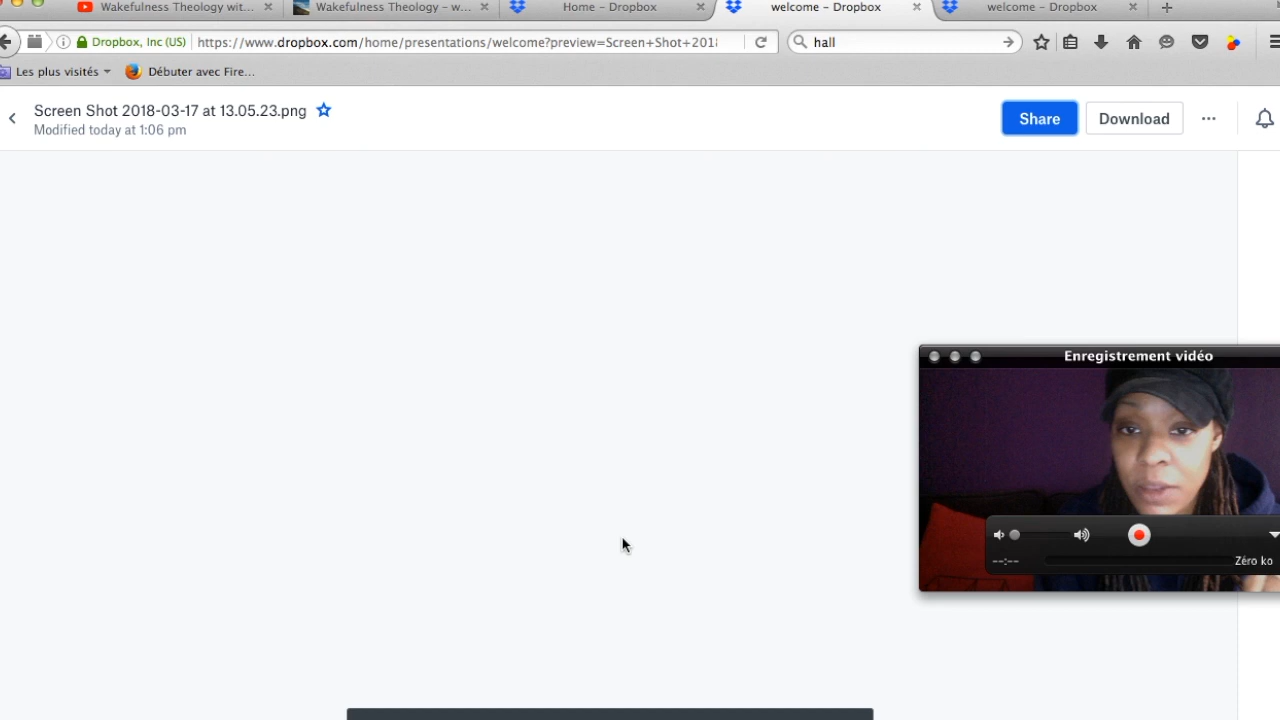 Wakefulness Theology wit...
Wakefulness Theology – w...
Home – Dropbox
welcome – Dropbox
welcome – Dropbox
Dropbox, Inc (US)
https://www.dropbox.com/home/presentations/welcome?preview=Screen+Shot+2018
hall
Les plus visités
Débuter avec Fire...
Screen Shot 2018-03-17 at 13.05.23.png
Modified today at 1:06 pm
Share
Download
Enregistrement vidéo
--:--
Zéro ko